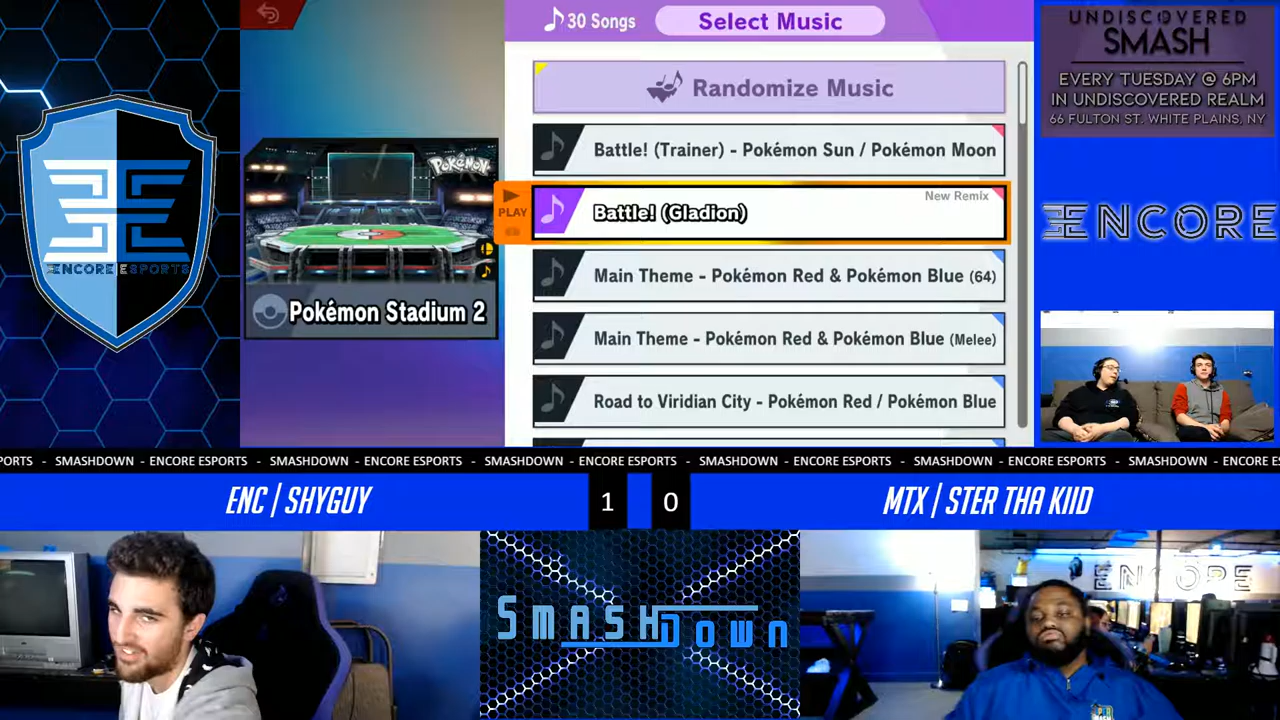 30 Songs
Select Music
Randomize Music
Battle! (Trainer) - Pokémon Sun / Pokémon Moon
PLAY
New Remix
Battle! (Gladion)
Main Theme - Pokémon Red & Pokémon Blue (64)
Main Theme - Pokémon Red & Pokémon Blue (Melee)
Road to Viridian City - Pokémon Red / Pokémon Blue
Pokémon
Pokémon Stadium 2
ENCORE ESPORTS
UNDISCOVERED
SMASH
EVERY TUESDAY @ 6PM
IN UNDISCOVERED REALM
66 FULTON ST. WHITE PLAINS, NY
ENCORE
PORTS - SMASHDOWN - ENCORE ESPORTS - SMASHDOWN - ENCORE ESPORTS - SMASHDOWN - ENCORE ESPORTS - SMASHDOWN - ENCORE ESPORTS - SMASHDOWN - ENCORE E
ENC | SHYGUY
1
0
MTX | STER THA KIID
SMASH
DOWN
ENCORE